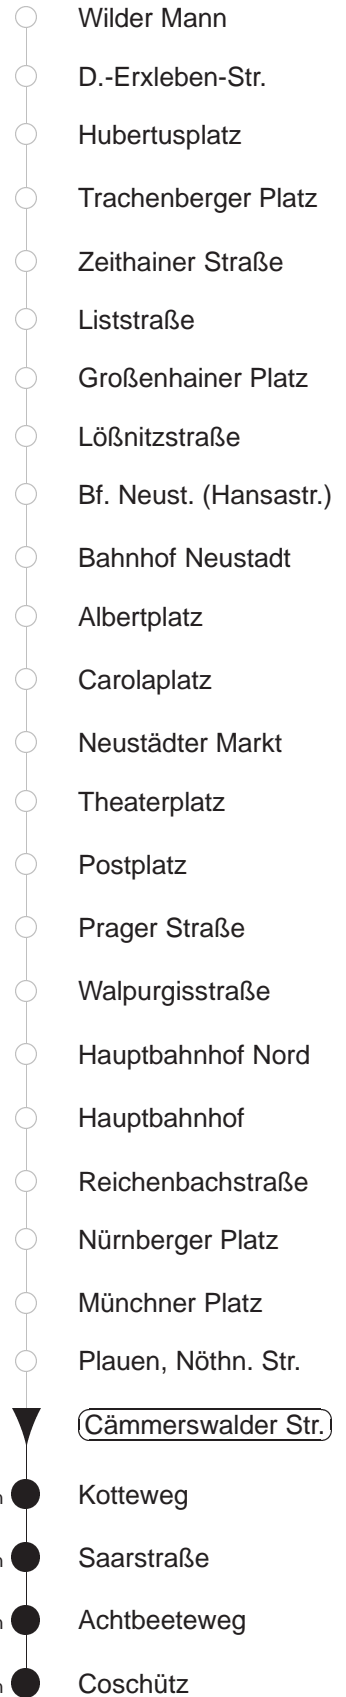 Wilder Mann
D.-Erxleben-Str.
Hubertusplatz
Trachenberger Platz
Zeithainer Straße
Liststraße
Großenhainer Platz
Lößnitzstraße
Bf. Neust. (Hansastr.)
Bahnhof Neustadt
Albertplatz
Carolaplatz
Neustädter Markt
Theaterplatz
Postplatz
Prager Straße
Walpurgisstraße
Hauptbahnhof Nord
Hauptbahnhof
Reichenbachstraße
Nürnberger Platz
Münchner Platz
Plauen, Nöthn. Str.
Cämmerswalder Str.
Kotteweg
Saarstraße
Achtbeeteweg
Coschütz